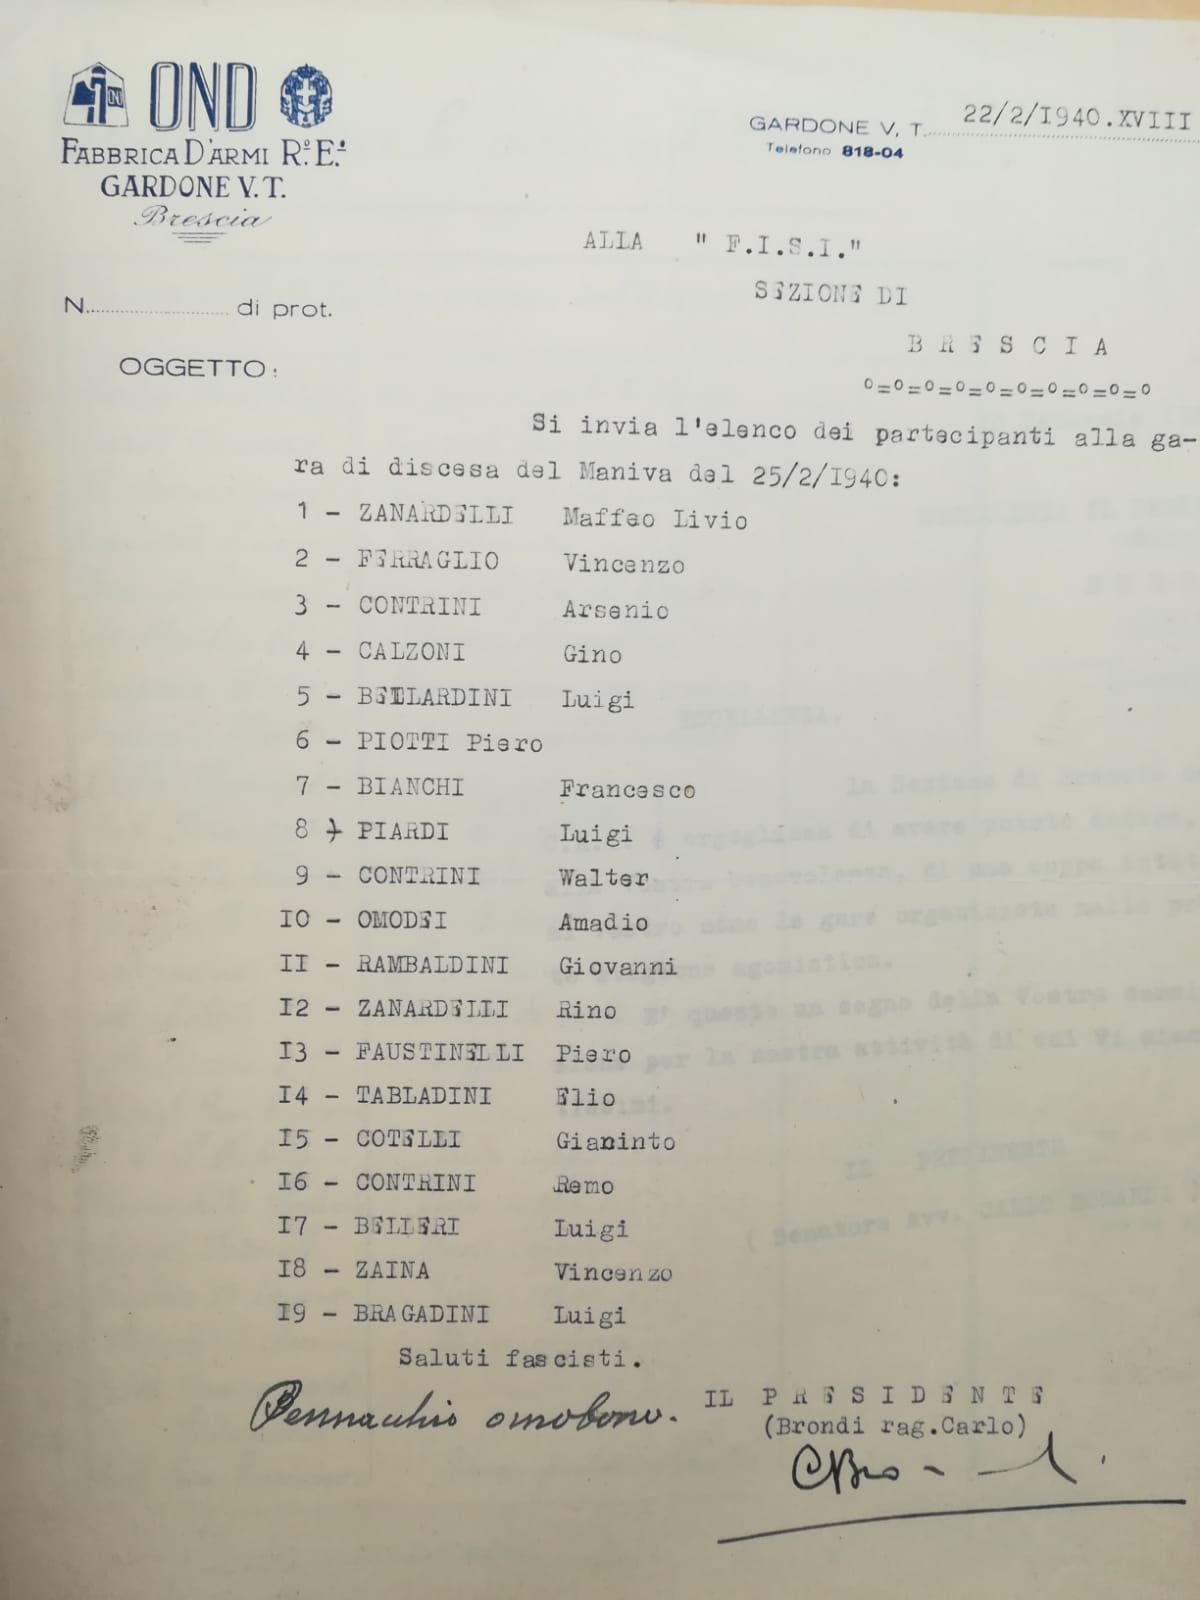 OND
FABBRICA D'ARMI R.º E.ª
GARDONE V.T.
Brescia
GARDONE V, T. 22/2/I940.XVIII
Telefono 818-04
ALLA " F.I.S.I."
SEZIONE DI
B R E S C I A
o=o=o=o=o=o=o=o=o=o
N. di prot.
OGGETTO:
Si invia l'elenco dei partecipanti alla ga-
ra di discesa del Maniva del 25/2/I940:
1 - ZANARDELLI Maffeo Livio
2 - FERRAGLIO Vincenzo
3 - CONTRINI Arsenio
4 - CALZONI Gino
5 - BELLARDINI Luigi
6 - PIOTTI Piero
7 - BIANCHI Francesco
8 - PIARDI Luigi
9 - CONTRINI Walter
IO - OMODEI Amadio
II - RAMBALDINI Giovanni
I2 - ZANARDELLI Rino
I3 - FAUSTINELLI Piero
I4 - TABLADINI Elio
I5 - COTELLI Gianinto
I6 - CONTRINI Remo
I7 - BELLERI Luigi
I8 - ZAINA Vincenzo
I9 - BRAGADINI Luigi
Saluti fascisti.
Pennacchio omobono.
IL P R E S I D E N T E
(Brondi rag.Carlo)